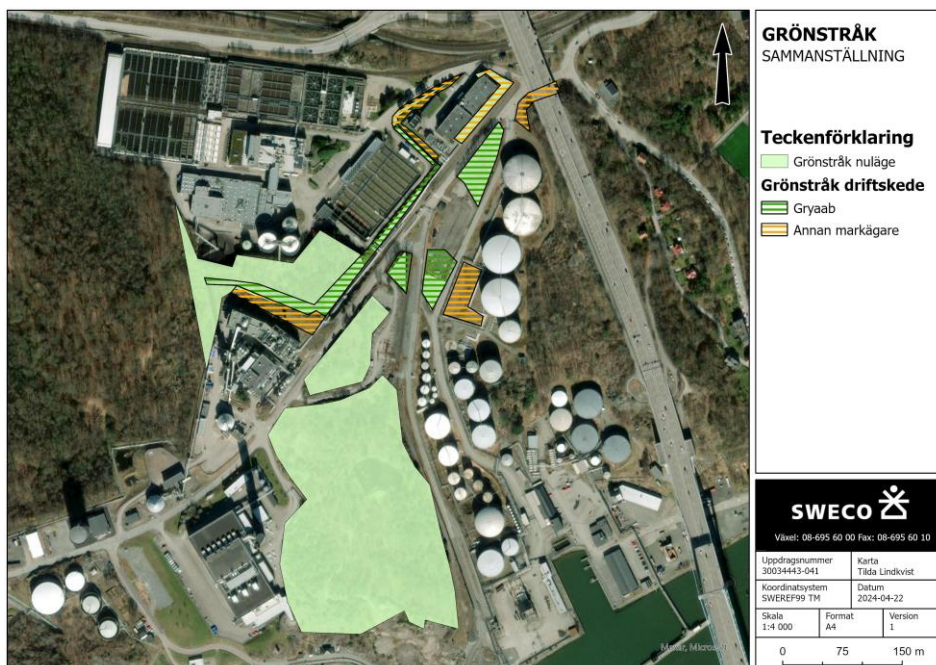 GRÖNSTRÅK
SAMMANSTÄLLNING
Teckenförklaring
Grönstråk nuläge
Grönstråk driftskede
Gryaab
Annan markägare
SWECO
Växel: 08-695 60 00 Fax: 08-695 60 10
Uppdragsnummer
30034443-041
Karta
Tilda Lindkvist
Koordinatsystem
SWEREF99 TM
Datum
2024-04-22
Skala
1:4 000
Format
A4
Version
1
0 75 150 m